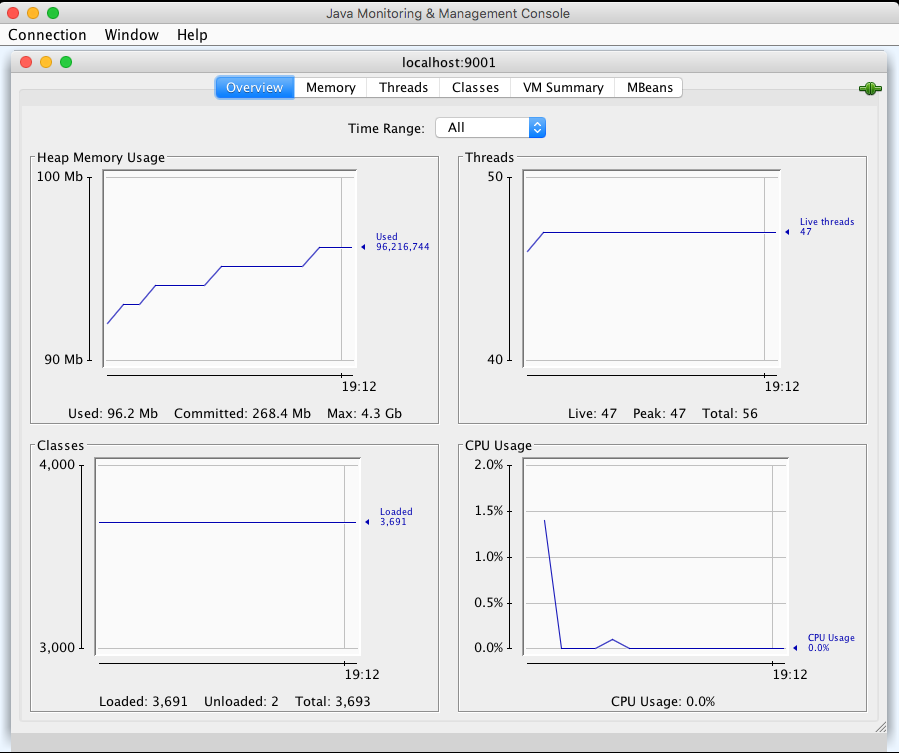 Java Monitoring & Management Console
Connection Window Help
localhost:9001
Overview Memory Threads Classes VM Summary MBeans
Time Range: All
Heap Memory Usage
100 Mb
90 Mb
Used
96,216,744
19:12
Used: 96.2 Mb Committed: 268.4 Mb Max: 4.3 Gb
Threads
50
40
Live threads
47
19:12
Live: 47 Peak: 47 Total: 56
Classes
4,000
3,000
Loaded
3,691
19:12
Loaded: 3,691 Unloaded: 2 Total: 3,693
CPU Usage
2.0%
1.5%
1.0%
0.5%
0.0%
CPU Usage
0.0%
19:12
CPU Usage: 0.0%